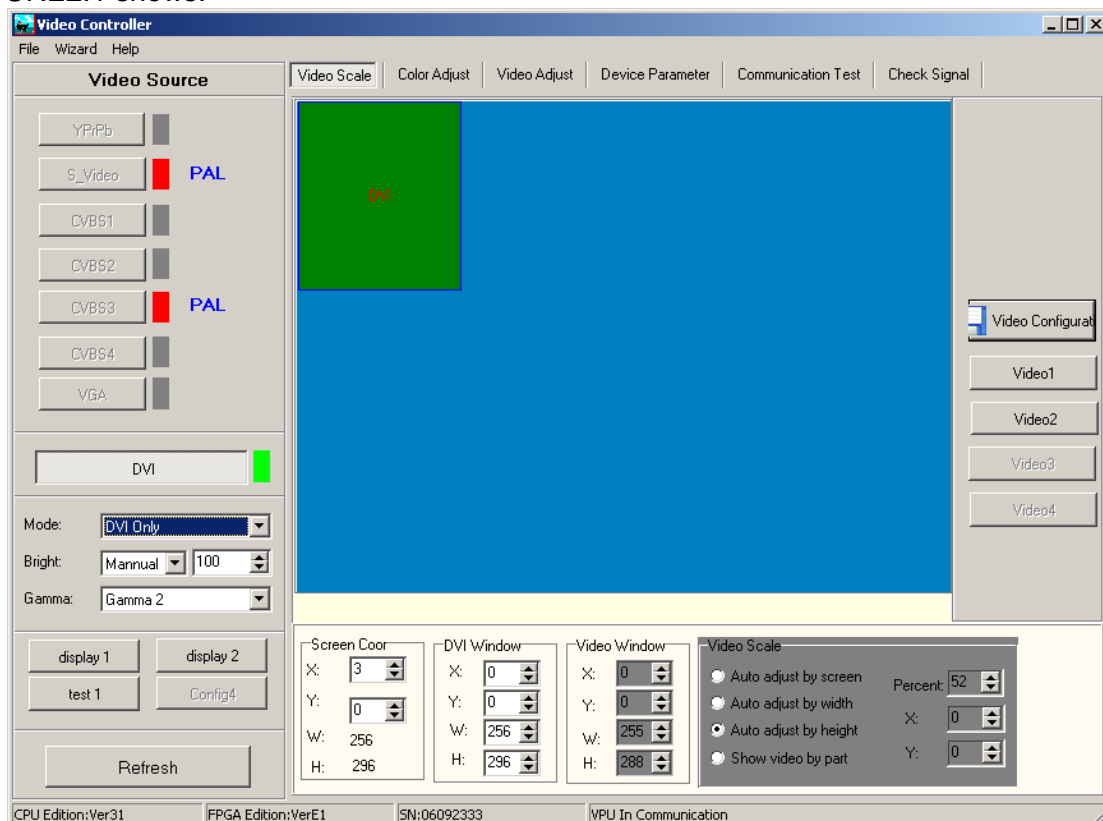 Video Controller
File Wizard Help
Video Source
Video Scale Color Adjust Video Adjust Device Parameter Communication Test Check Signal
YPrPb
S_Video PAL
CVBS1
CVBS2
CVBS3 PAL
CVBS4
VGA
DVI
Mode: DVI Only
Bright: Mannual 100
Gamma: Gamma 2
display 1 display 2
test 1 Config4
Refresh
DVI
Video Configurati
Video1
Video2
Video3
Video4
Screen Coor
X: 3
Y: 0
W: 256
H: 296
DVI Window
X: 0
Y: 0
W: 256
H: 296
Video Window
X: 0
Y: 0
W: 255
H: 288
Video Scale
Auto adjust by screen
Auto adjust by width
Auto adjust by height
Show video by part
Percent: 52
X: 0
Y: 0
CPU Edition:Ver31 FPGA Edition:VerE1 SN:06092333 VPU In Communication